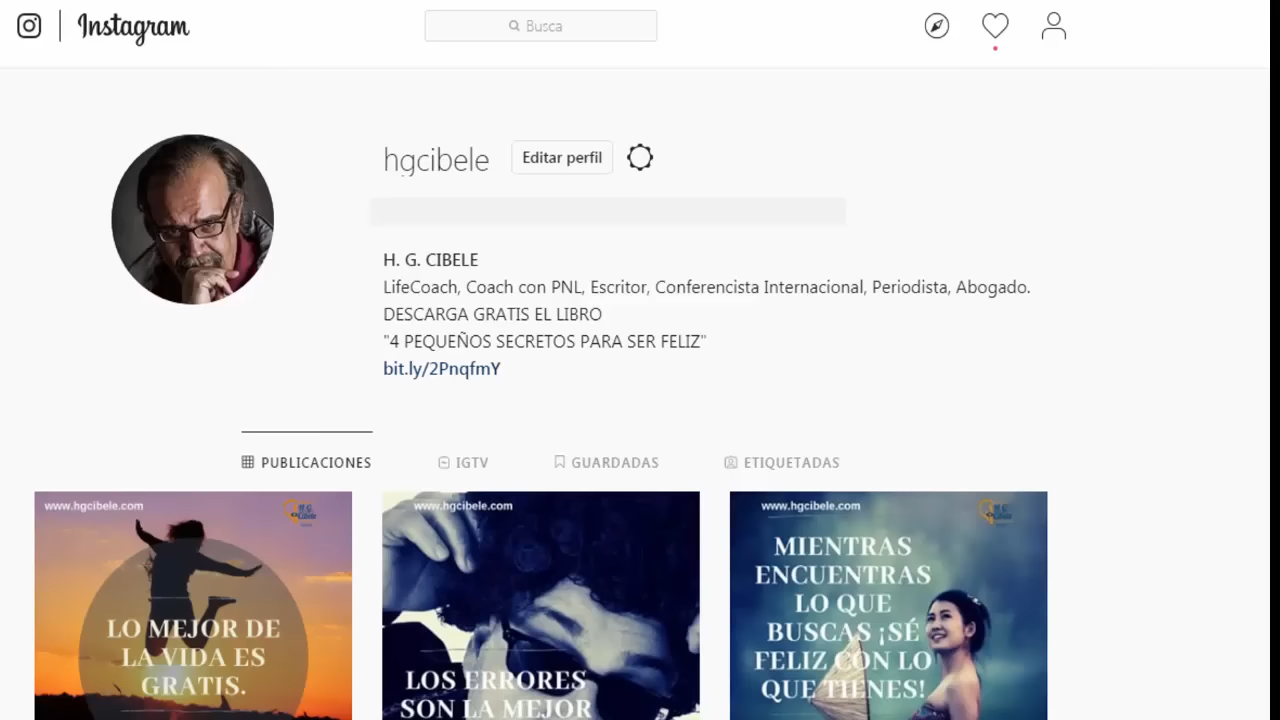 Instagram
Busca
hgcibele
Editar perfil
H. G. CIBELE
LifeCoach, Coach con PNL, Escritor, Conferencista Internacional, Periodista, Abogado.
DESCARGA GRATIS EL LIBRO
"4 PEQUEÑOS SECRETOS PARA SER FELIZ"
bit.ly/2PnqfmY
PUBLICACIONES
IGTV
GUARDADAS
ETIQUETADAS
www.hgcibele.com
H. G.
Cibele
LO MEJOR DE
LA VIDA ES
GRATIS.
www.hgcibele.com
LOS ERRORES
SON LA MEJOR
www.hgcibele.com
H. G.
Cibele
MIENTRAS
ENCUENTRAS
LO QUE
BUSCAS ¡SÉ
FELIZ CON LO
QUE TIENES!